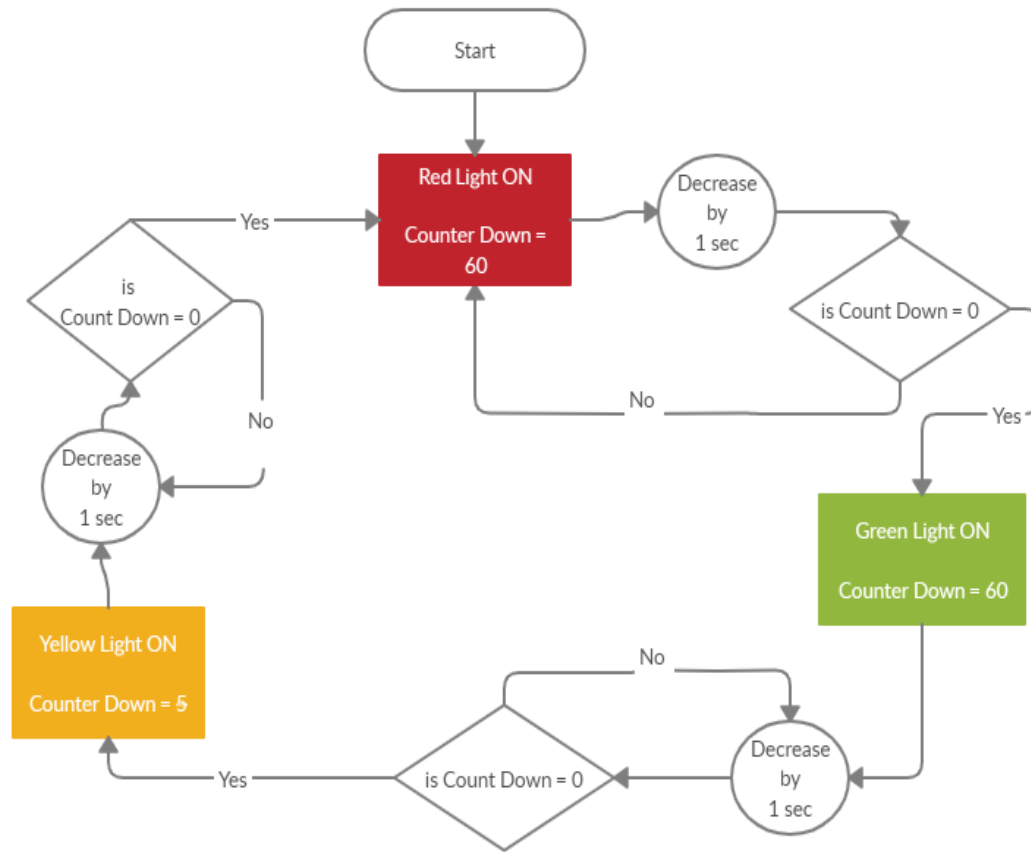 Start
Red Light ON
Counter Down =
60
Decrease
by
1 sec
is Count Down = 0
No
Yes
Green Light ON
Counter Down = 60
Decrease
by
1 sec
No
is Count Down = 0
Yes
Yellow Light ON
Counter Down = 5
Decrease
by
1 sec
No
is
Count Down = 0
Yes